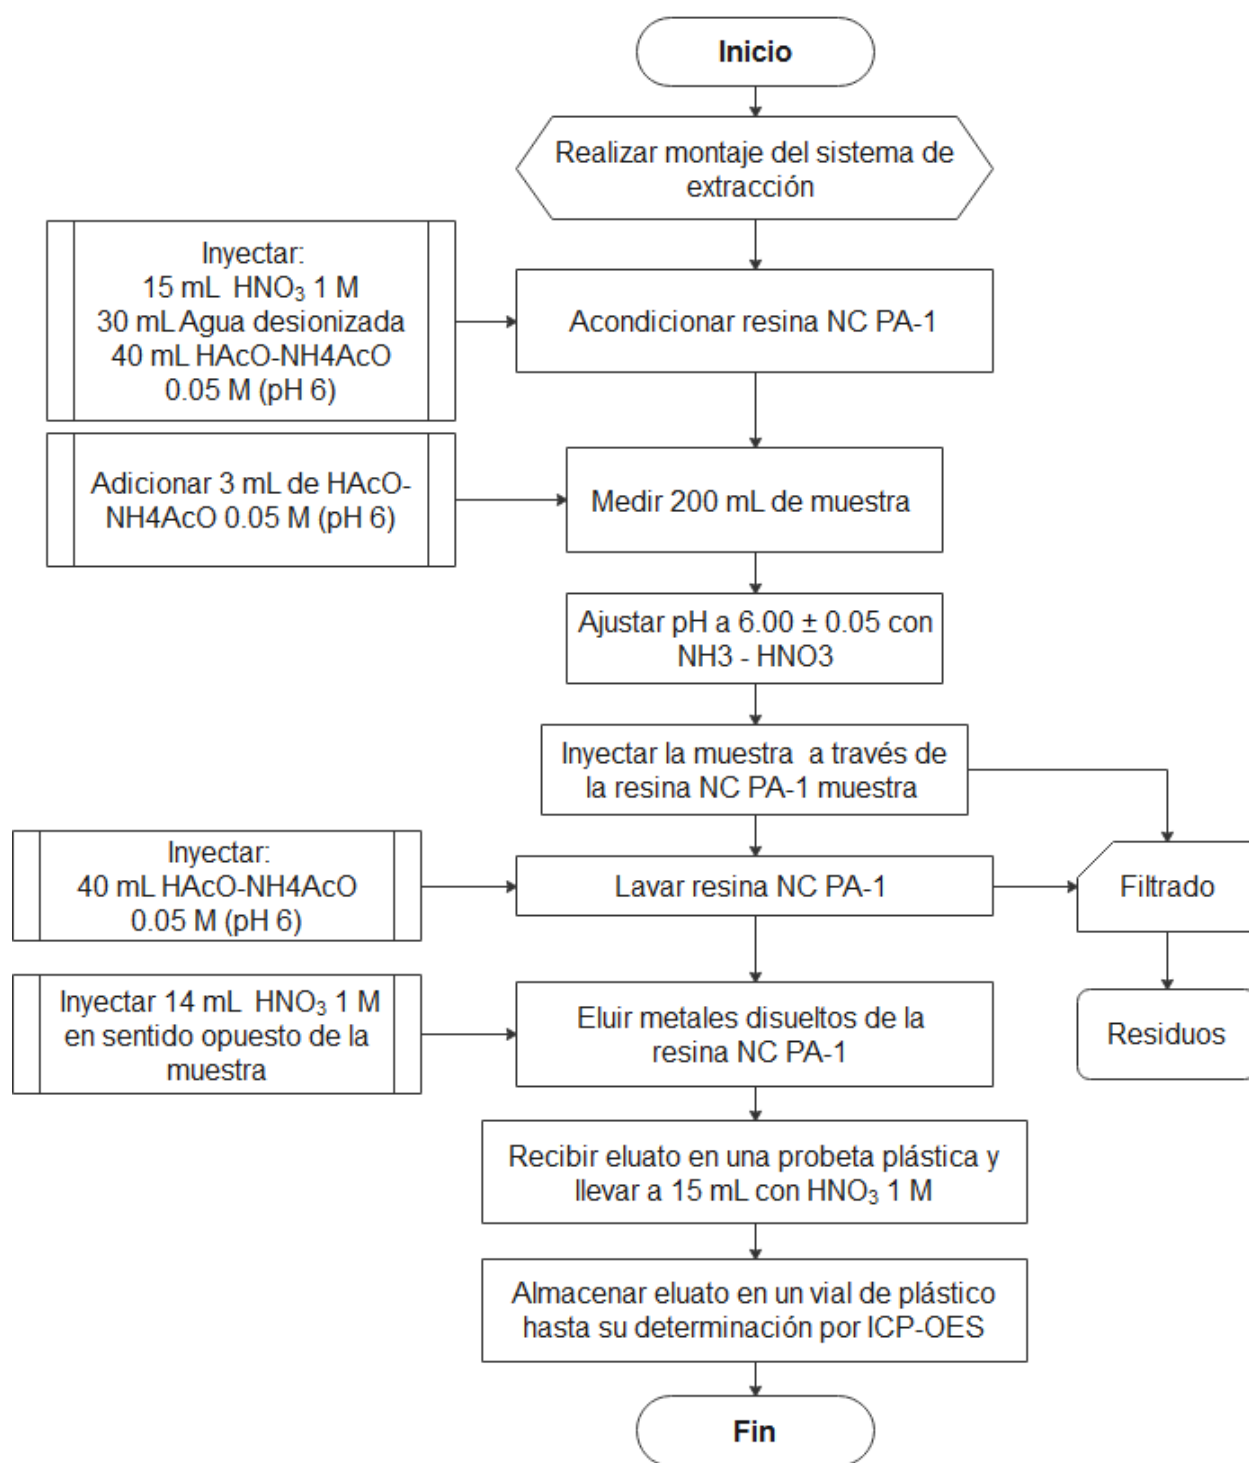 Inicio
Realizar montaje del sistema de
extracción
Inyectar:
15 mL  HNO₃ 1 M
30 mL Agua desionizada
40 mL HAcO-NH4AcO
0.05 M (pH 6)
Acondicionar resina NC PA-1
Adicionar 3 mL de HAcO-
NH4AcO 0.05 M (pH 6)
Medir 200 mL de muestra
Ajustar pH a 6.00 ± 0.05 con
NH3 - HNO3
Inyectar la muestra  a través de
la resina NC PA-1 muestra
Inyectar:
40 mL HAcO-NH4AcO
0.05 M (pH 6)
Lavar resina NC PA-1
Filtrado
Inyectar 14 mL  HNO₃ 1 M
en sentido opuesto de la
muestra
Eluir metales disueltos de la
resina NC PA-1
Residuos
Recibir eluato en una probeta plástica y
llevar a 15 mL con HNO₃ 1 M
Almacenar eluato en un vial de plástico
hasta su determinación por ICP-OES
Fin